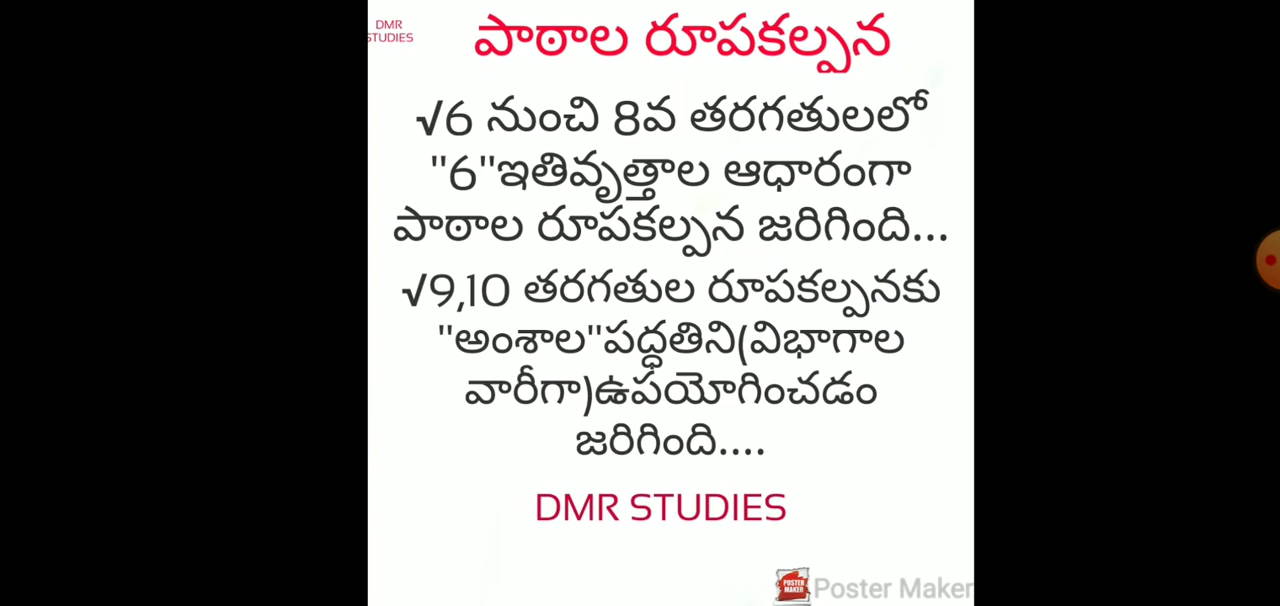 DMR
STUDIES
పాఠాల రూపకల్పన
√6 నుంచి 8వ తరగతులలో
"6"ఇతివృత్తాల ఆధారంగా
పాఠాల రూపకల్పన జరిగింది...
√9,10 తరగతుల రూపకల్పనకు
"అంశాల"పద్ధతిని(విభాగాల
వారీగా)ఉపయోగించడం
జరిగింది....
DMR STUDIES
POSTER
MAKER
Poster Maker